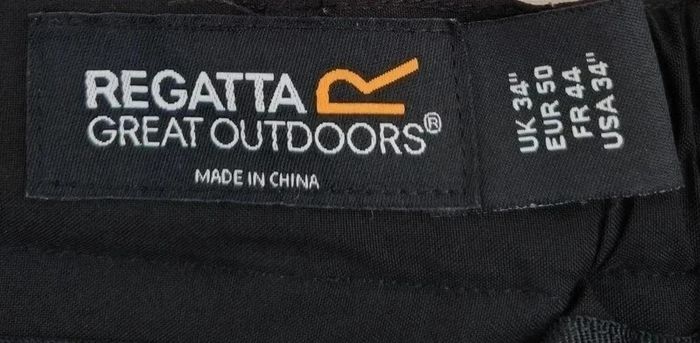 REGATTA
GREAT OUTDOORS®
MADE IN CHINA
UK 34"
EUR 50
FR 44
USA 34"